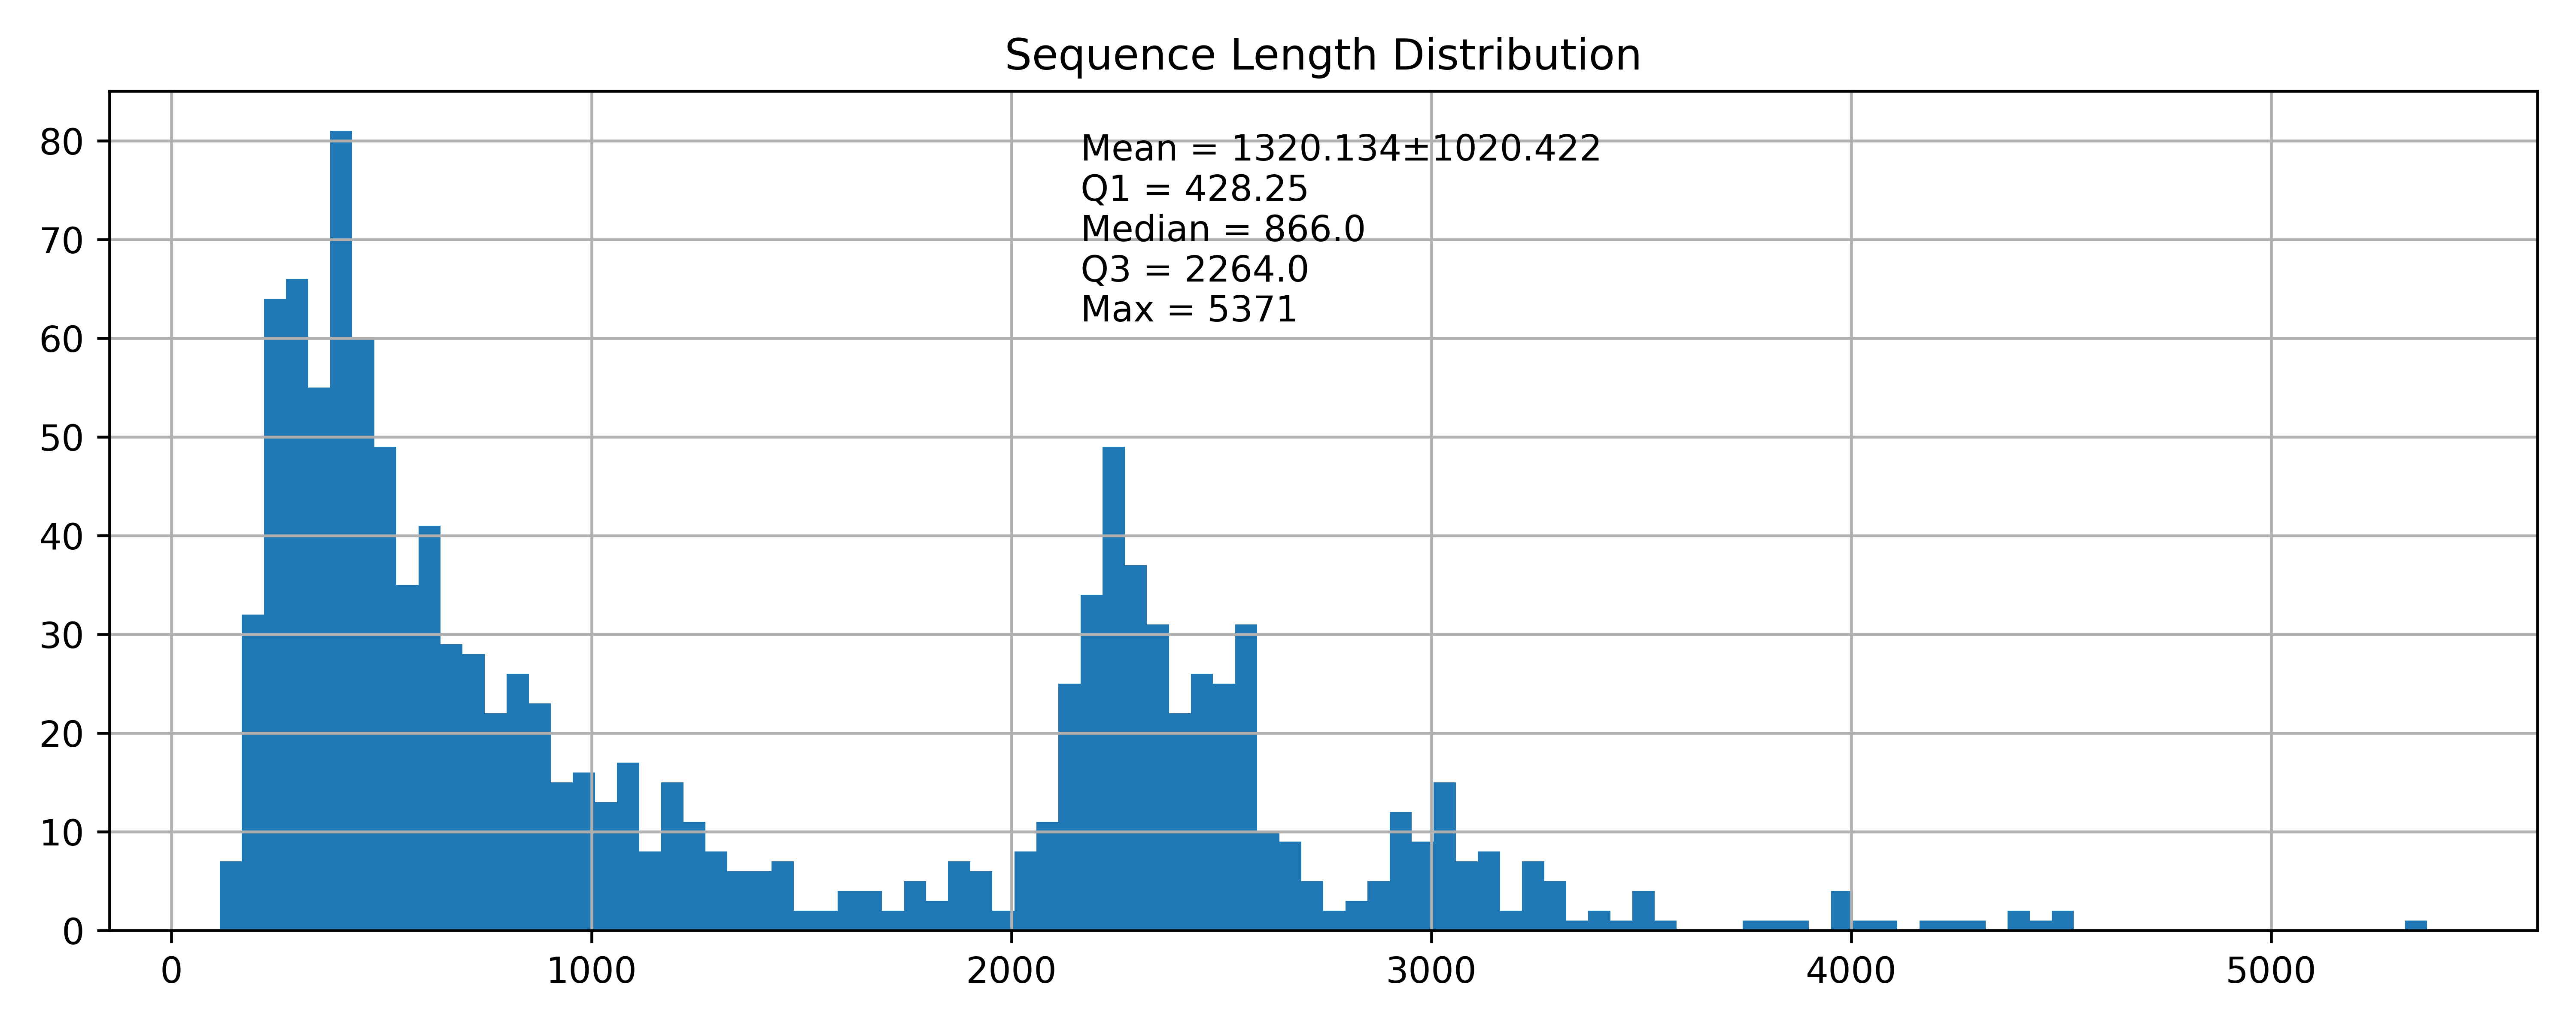 Sequence Length Distribution
80
70
60
50
40
30
20
10
0
Mean = 1320.134±1020.422
Q1 = 428.25
Median = 866.0
Q3 = 2264.0
Max = 5371
0 1000 2000 3000 4000 5000